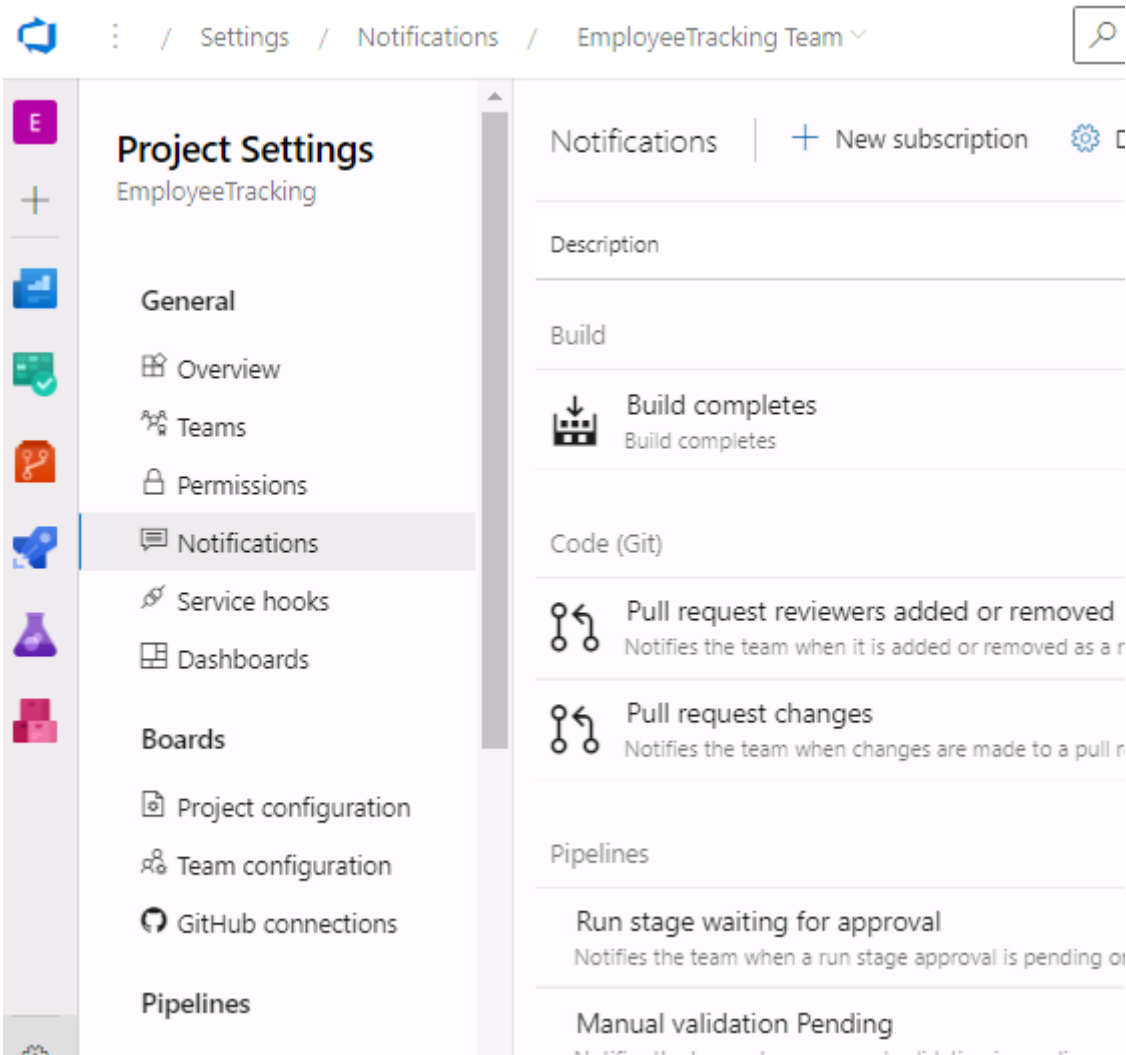 / Settings / Notifications / EmployeeTracking Team
E
Project Settings
EmployeeTracking
General
Overview
Teams
Permissions
Notifications
Service hooks
Dashboards
Boards
Project configuration
Team configuration
GitHub connections
Pipelines
Notifications
+ New subscription
Description
Build
Build completes
Build completes
Code (Git)
Pull request reviewers added or removed
Notifies the team when it is added or removed as a
Pull request changes
Notifies the team when changes are made to a pull
Pipelines
Run stage waiting for approval
Notifies the team when a run stage approval is pending
Manual validation Pending